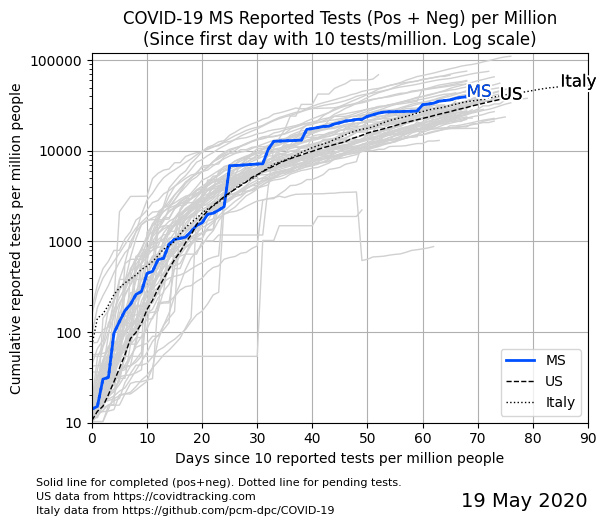 COVID-19 MS Reported Tests (Pos + Neg) per Million
(Since first day with 10 tests/million. Log scale)
Cumulative reported tests per million people
100000
10000
1000
100
10
MS
US
Italy
MS
US
Italy
0 10 20 30 40 50 60 70 80 90
Days since 10 reported tests per million people
Solid line for completed (pos+neg). Dotted line for pending tests.
US data from https://covidtracking.com
Italy data from https://github.com/pcm-dpc/COVID-19
19 May 2020